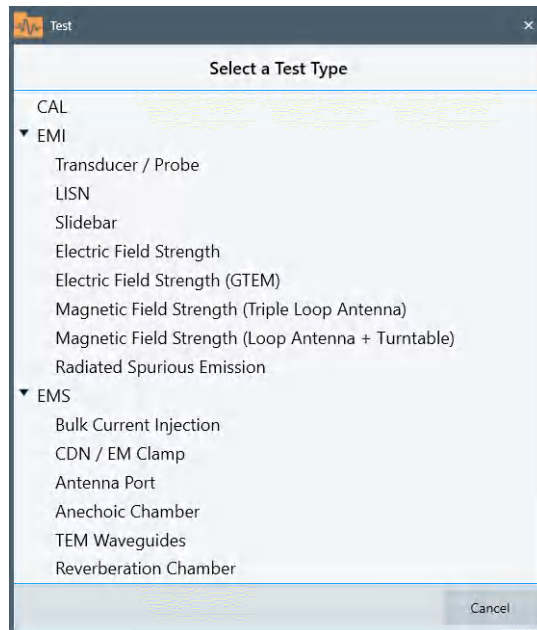 Test
Select a Test Type
CAL
EMI
Transducer / Probe
LISN
Slidebar
Electric Field Strength
Electric Field Strength (GTEM)
Magnetic Field Strength (Triple Loop Antenna)
Magnetic Field Strength (Loop Antenna + Turntable)
Radiated Spurious Emission
EMS
Bulk Current Injection
CDN / EM Clamp
Antenna Port
Anechoic Chamber
TEM Waveguides
Reverberation Chamber
Cancel